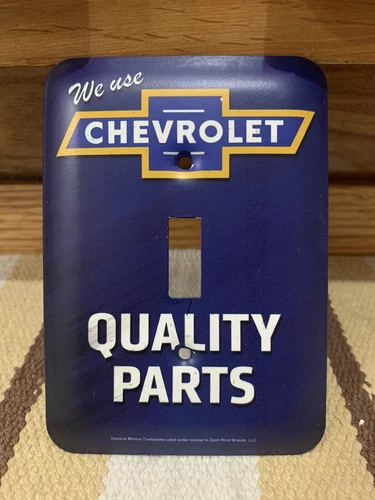 We use
CHEVROLET
QUALITY
PARTS
General Motors Trademarks used under license to Open Road Brands, LLC